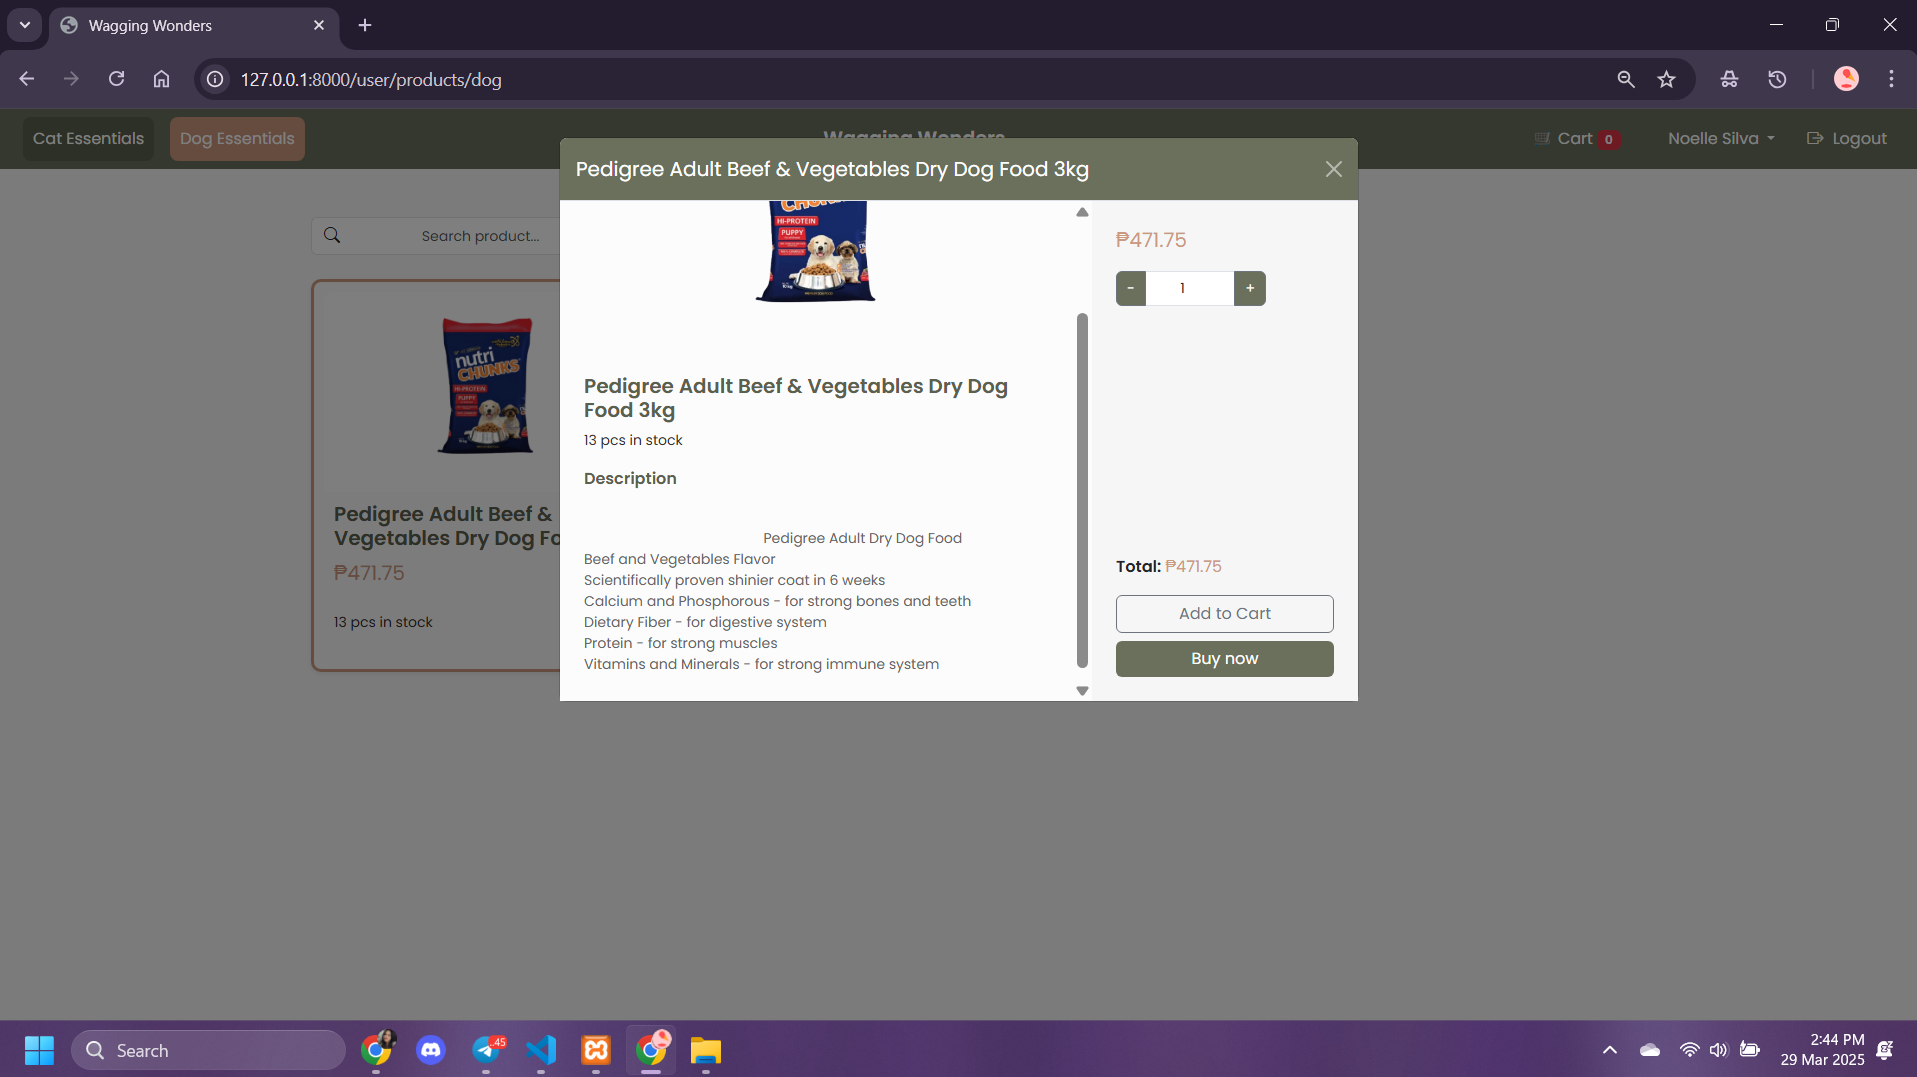 Wagging Wonders
127.0.0.1:8000/user/products/dog
Cat Essentials
Dog Essentials
Wagging Wonders
Cart 0
Noelle Silva
Logout
Pedigree Adult Beef & Vegetables Dry Dog Food 3kg
Search product...
nutri
CHUNKS
HI-PROTEIN
PUPPY
Pedigree Adult Beef &
Vegetables Dry Dog Fo
₱471.75
13 pcs in stock
CHUNKS
HI-PROTEIN
PUPPY
Pedigree Adult Beef & Vegetables Dry Dog
Food 3kg
13 pcs in stock
Description
Pedigree Adult Dry Dog Food
Beef and Vegetables Flavor
Scientifically proven shinier coat in 6 weeks
Calcium and Phosphorous - for strong bones and teeth
Dietary Fiber - for digestive system
Protein - for strong muscles
Vitamins and Minerals - for strong immune system
₱471.75
- 1 +
Total: ₱471.75
Add to Cart
Buy now
Search
..45
2:44 PM
29 Mar 2025